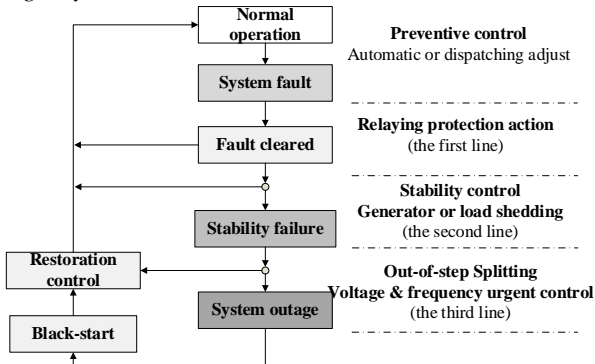 Normal
operation
System fault
Fault cleared
Stability failure
System outage
Restoration
control
Black-start
Preventive control
Automatic or dispatching adjust
Relaying protection action
(the first line)
Stability control
Generator or load shedding
(the second line)
Out-of-step Splitting
Voltage & frequency urgent control
(the third line)